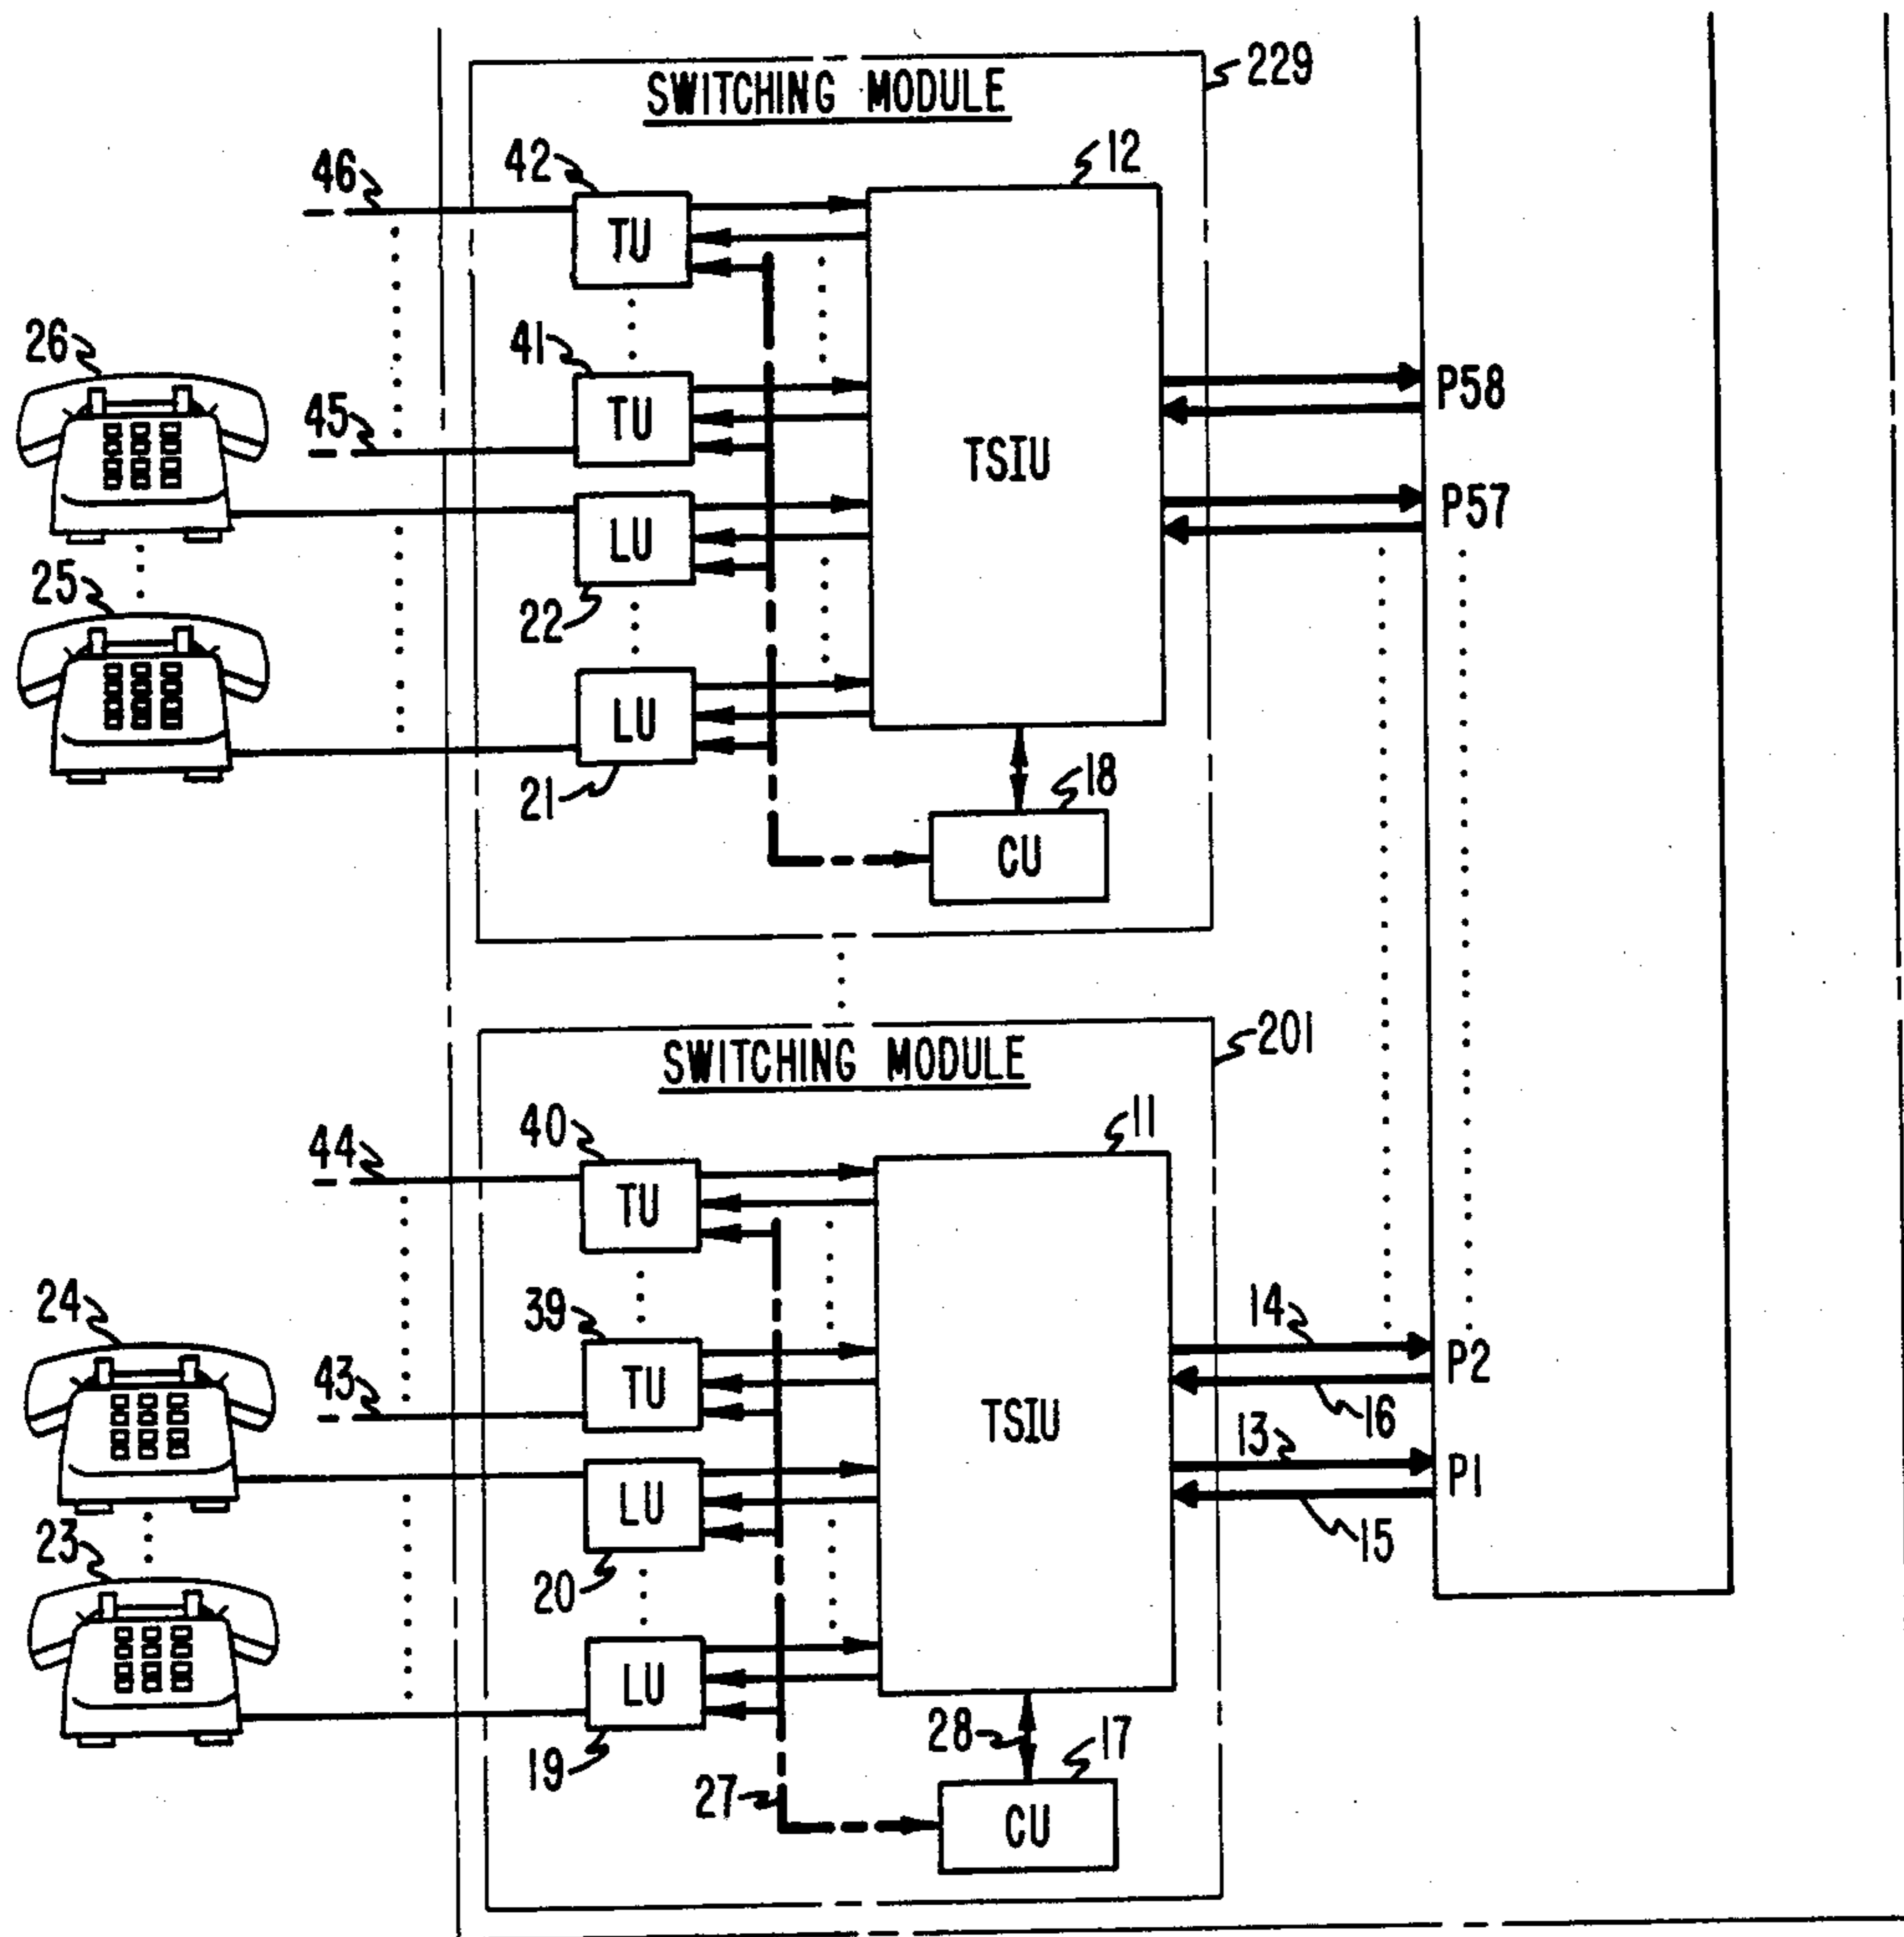 229
SWITCHING MODULE
42
12
46
TU
26
41
P58
45
TU
TSIU
P57
LU
25
22
LU
21
18
CU
201
SWITCHING MODULE
40
11
44
TU
24
39
14
P2
43
TU
TSIU
16
13
P1
LU
15
23
20
LU
28
17
19
27
CU